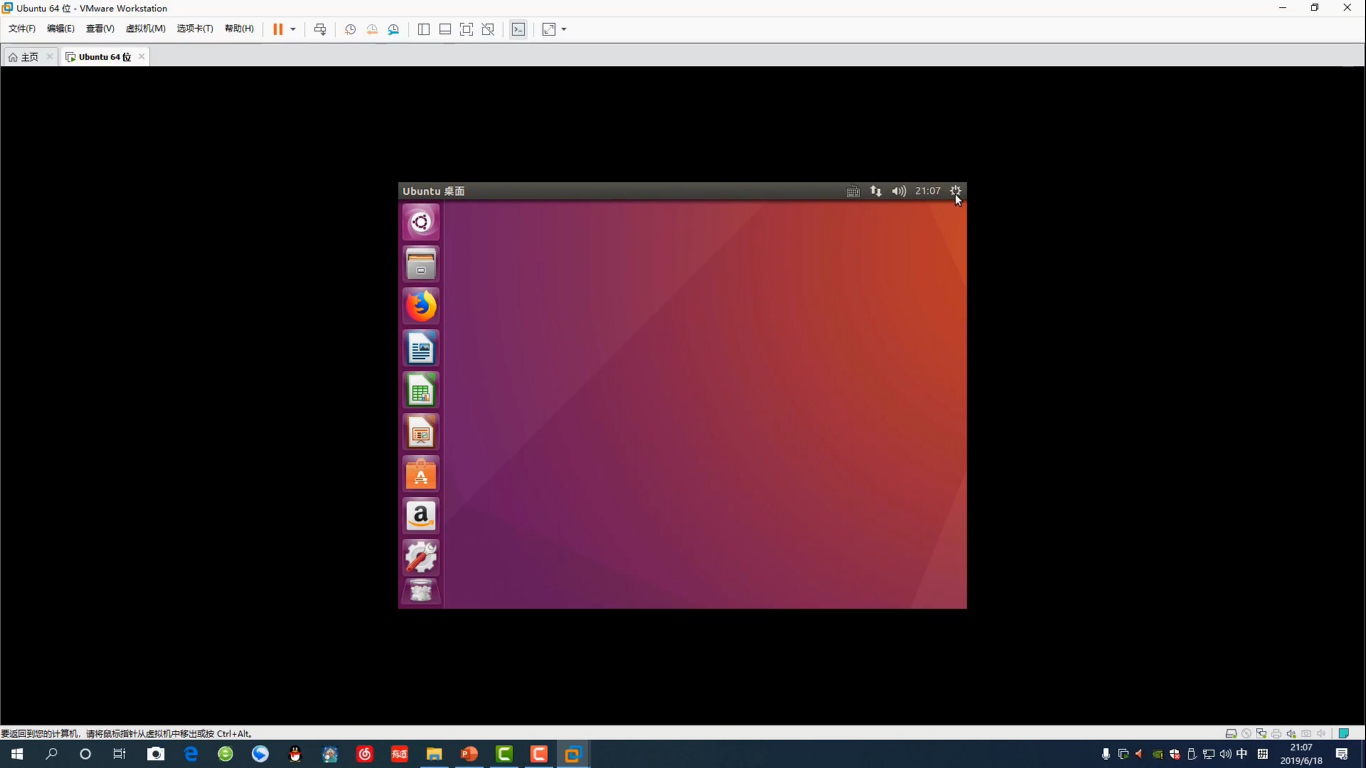 Ubuntu 64 位 - VMware Workstation
文件(F) 编辑(E) 查看(V) 虚拟机(M) 选项卡(T) 帮助(H)
主页 Ubuntu 64 位
Ubuntu 桌面 21:07
a
要返回到您的计算机，请将鼠标指针从虚拟机中移出或按 Ctrl+Alt。
有道
中
21:07
2019/6/18